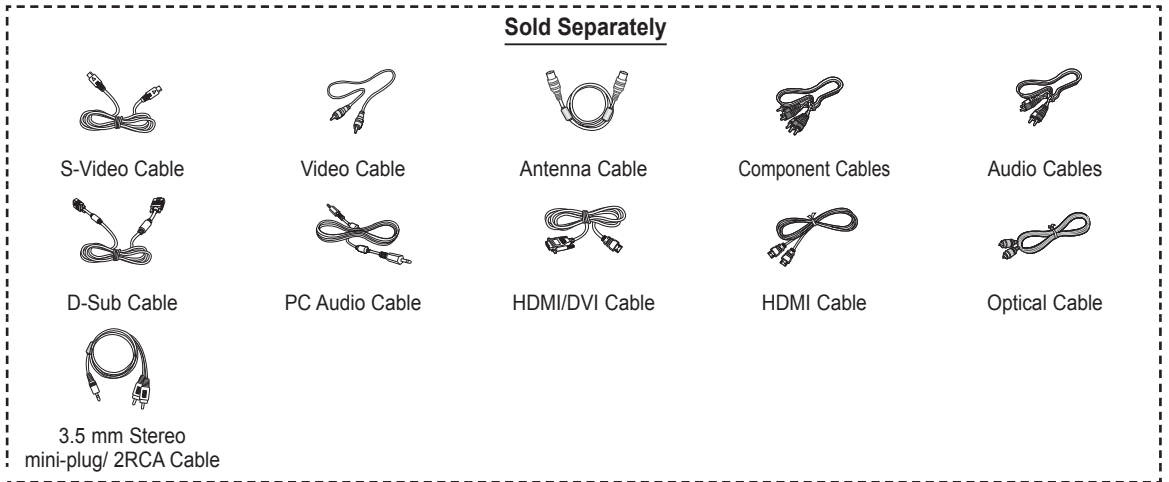 Sold Separately
S-Video Cable
Video Cable
Antenna Cable
Component Cables
Audio Cables
D-Sub Cable
PC Audio Cable
HDMI/DVI Cable
HDMI Cable
Optical Cable
3.5 mm Stereo
mini-plug/ 2RCA Cable